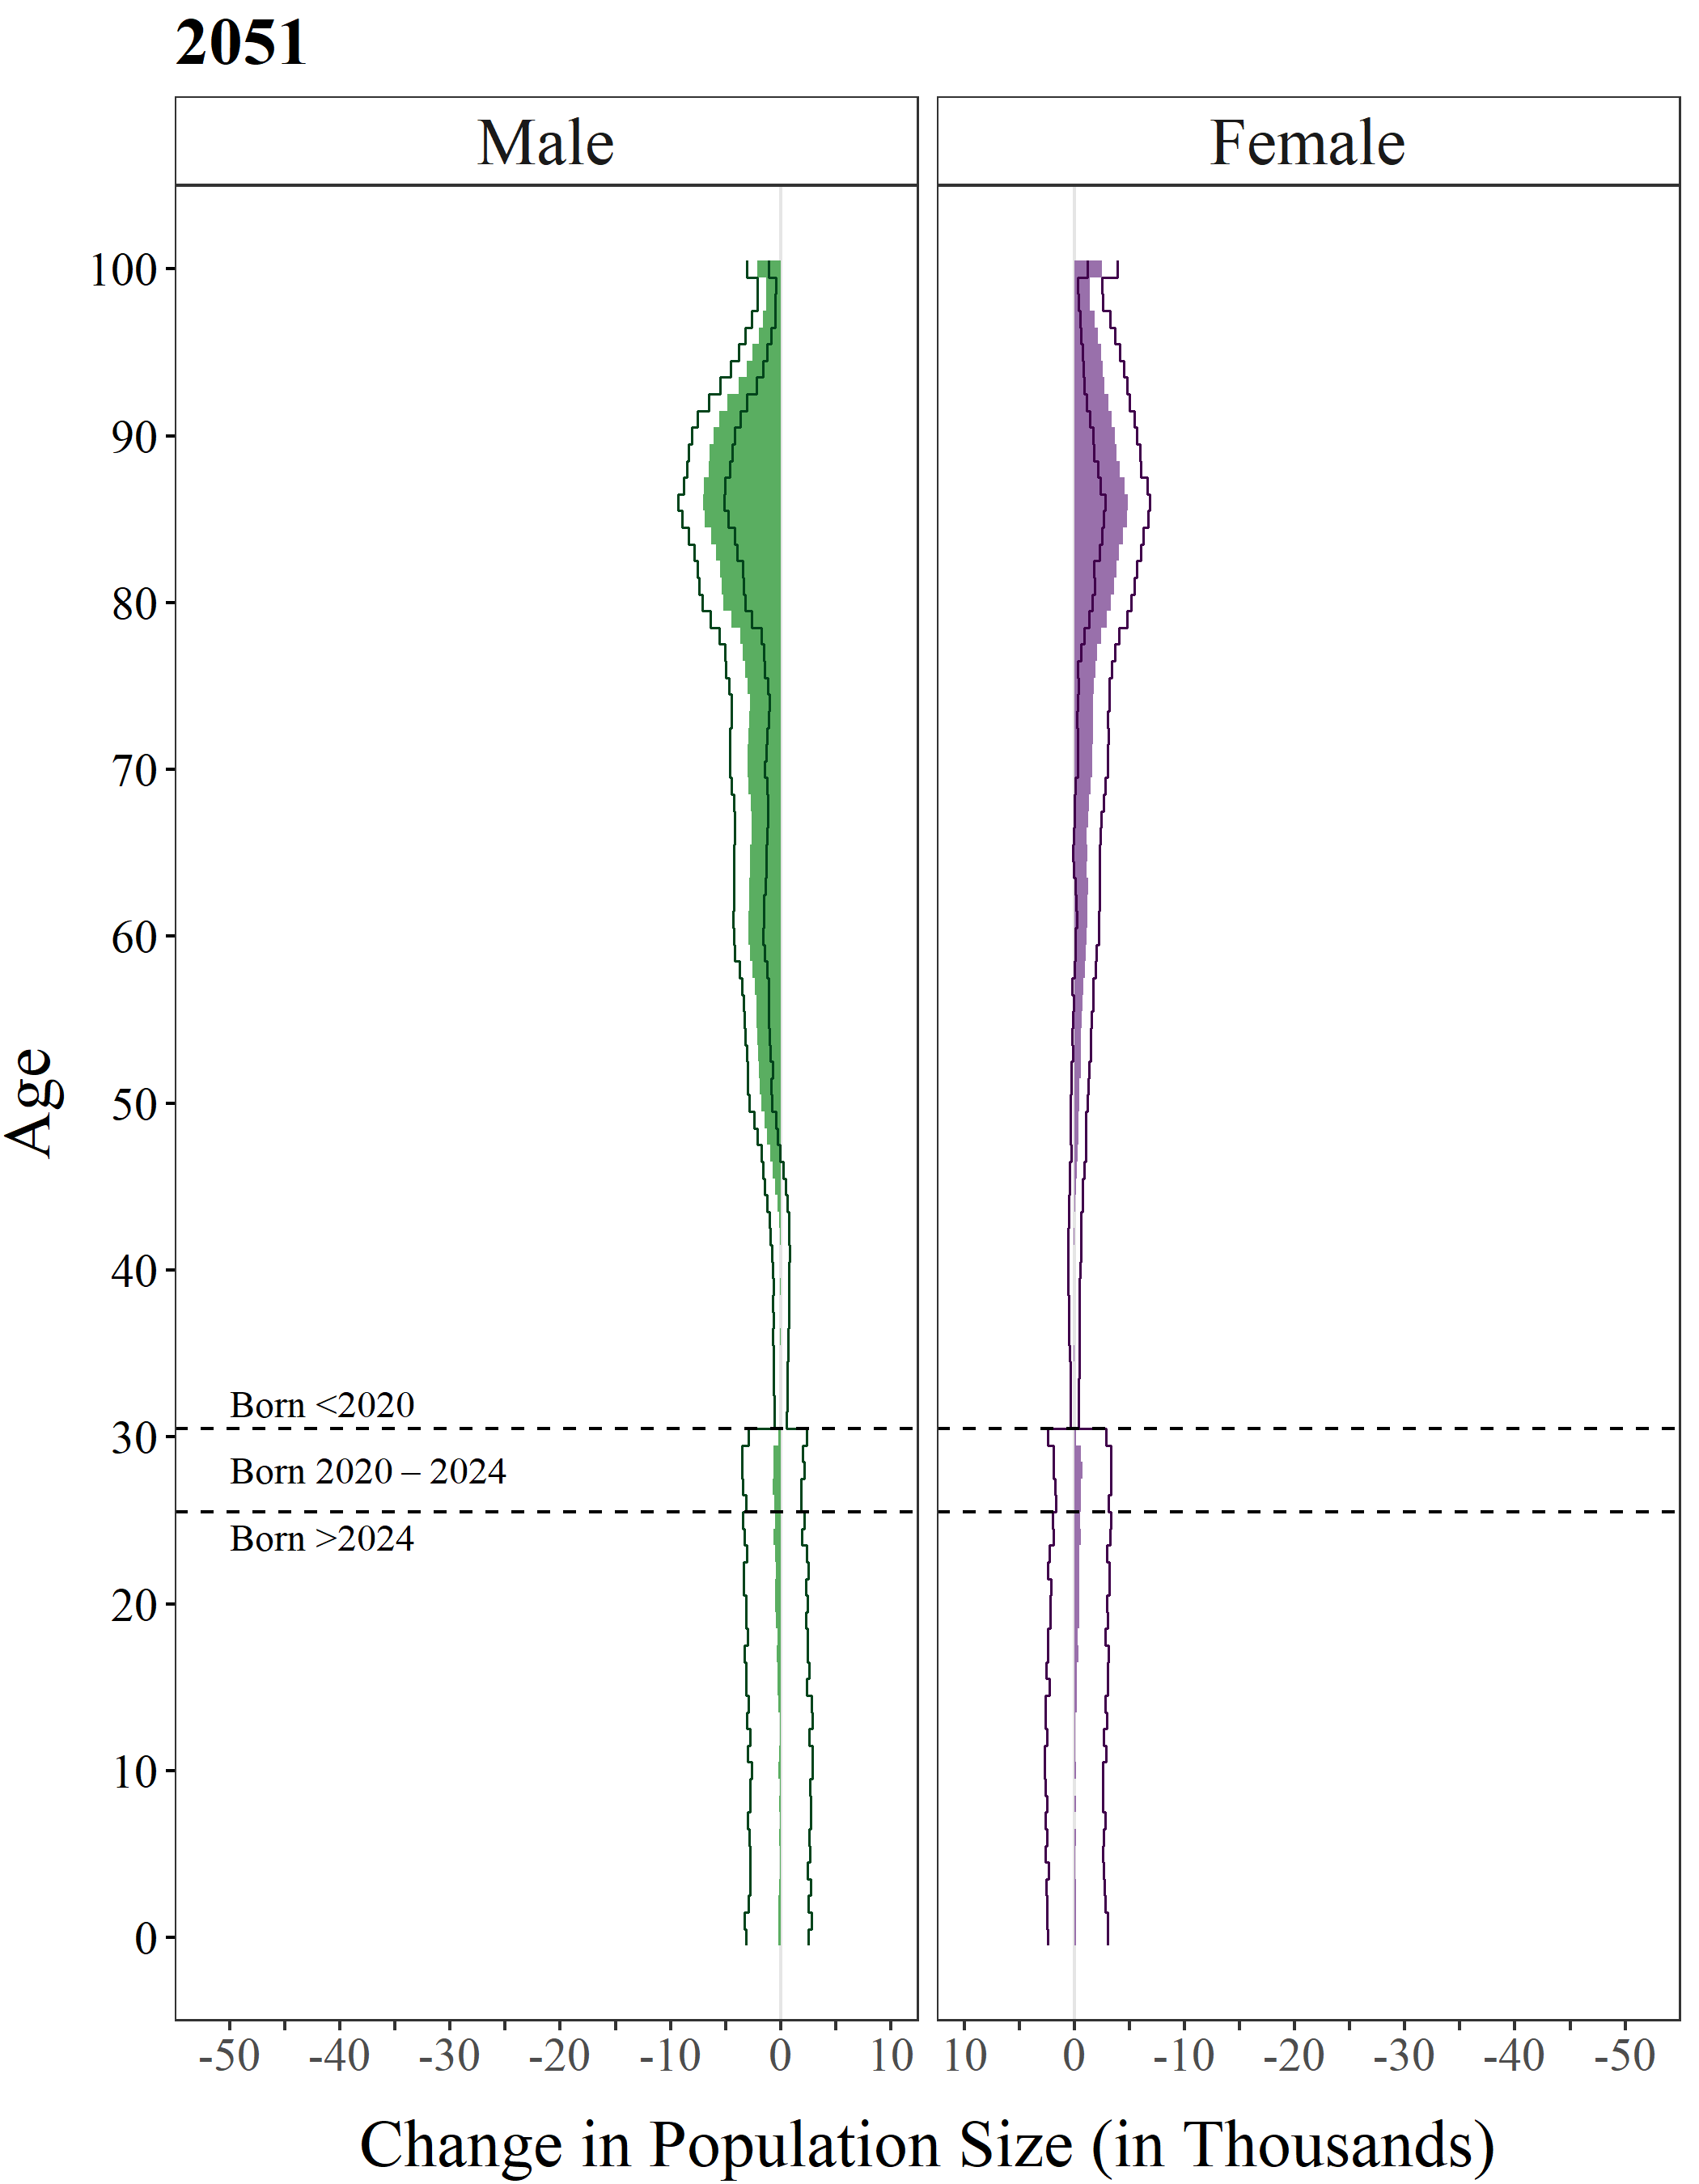 2051
Male
Female
100
90
80
70
60
50
40
30
20
10
0
Age
Born <2020
Born 2020 – 2024
Born >2024
-50 -40 -30 -20 -10 0 10
10 0 -10 -20 -30 -40 -50
Change in Population Size (in Thousands)